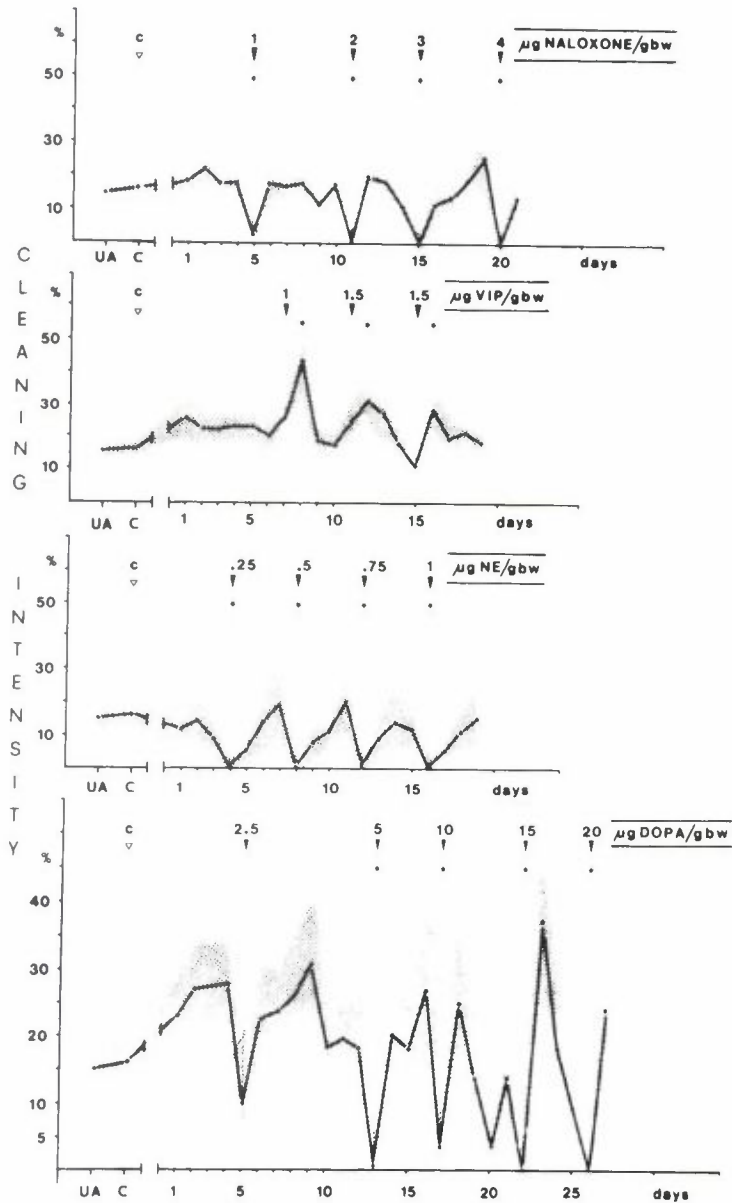 CLEANING INTENSITY
% c 1 2 3 4 µg NALOXONE/gbw
50
30
10
UA C 1 5 10 15 20 days
% c 1 1.5 1.5 µg VIP/gbw
50
30
10
UA C 1 5 10 15 days
% c .25 .5 .75 1 µg NE/gbw
50
30
10
UA C 1 5 10 15 days
c 2.5 5 10 15 20 µg DOPA/gbw
%
40
30
20
10
5
UA C 1 5 10 15 20 25 days